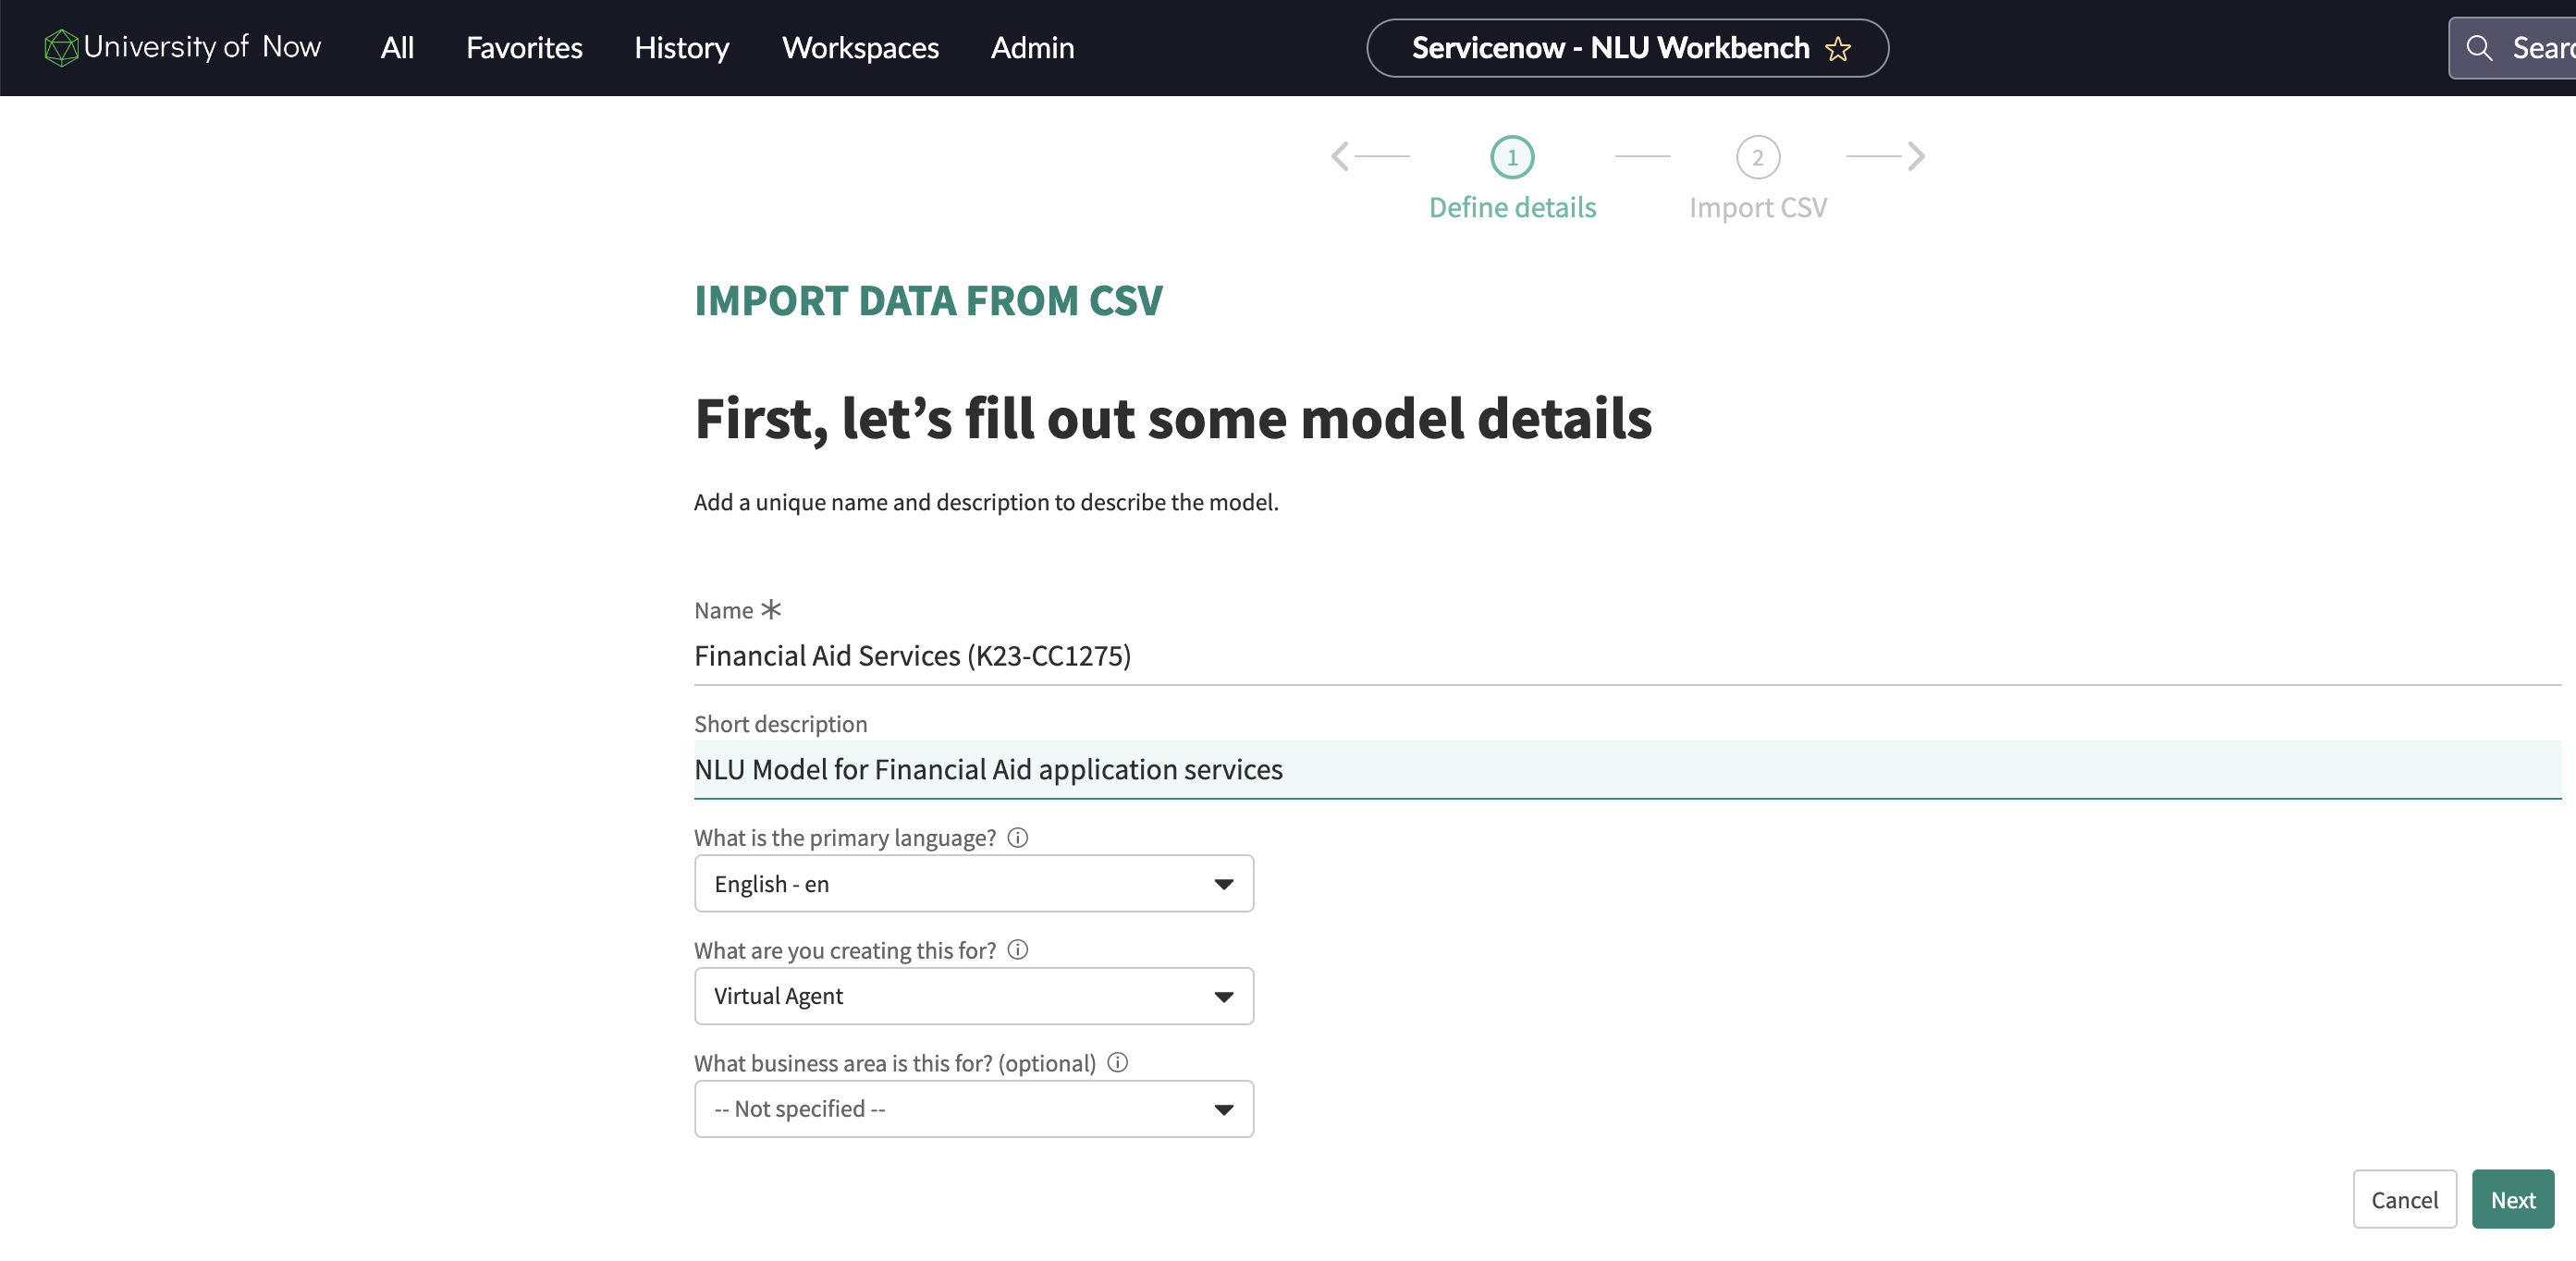 University of Now
All
Favorites
History
Workspaces
Admin
Servicenow - NLU Workbench
1
Define details
2
Import CSV
IMPORT DATA FROM CSV
First, let’s fill out some model details
Add a unique name and description to describe the model.
Name *
Financial Aid Services (K23-CC1275)
Short description
NLU Model for Financial Aid application services
What is the primary language?
English - en
What are you creating this for?
Virtual Agent
What business area is this for? (optional)
-- Not specified --
Cancel
Next